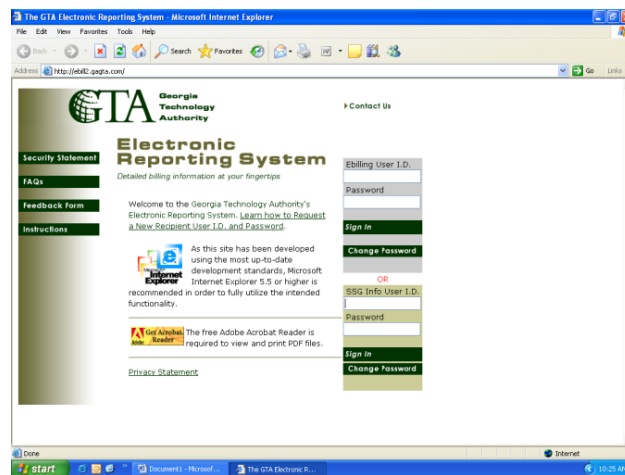 The GTA Electronic Reporting System - Microsoft Internet Explorer
File Edit View Favorites Tools Help
Back Search Favorites
Address http://ebill2.gagta.com/ Go Links
GTA Georgia
Technology
Authority
Contact Us
Electronic
Reporting System
Detailed billing information at your fingertips
Security Statement
FAQs
Feedback Form
Instructions
Welcome to the Georgia Technology Authority's
Electronic Reporting System. Learn how to Request
a New Recipient User I.D. and Password.
Microsoft
Internet
Explorer
As this site has been developed
using the most up-to-date
development standards, Microsoft
Internet Explorer 5.5 or higher is
recommended in order to fully utilize the intended
functionality.
Get Acrobat
Adobe Reader
The free Adobe Acrobat Reader is
required to view and print PDF files.
Privacy Statement
Ebilling User I.D.
Password
Sign In
Change Password
OR
SSG Info User I.D.
Password
Sign In
Change Password
Done Internet
start Document1 - Microsof... The GTA Electronic R... 10:25 AM